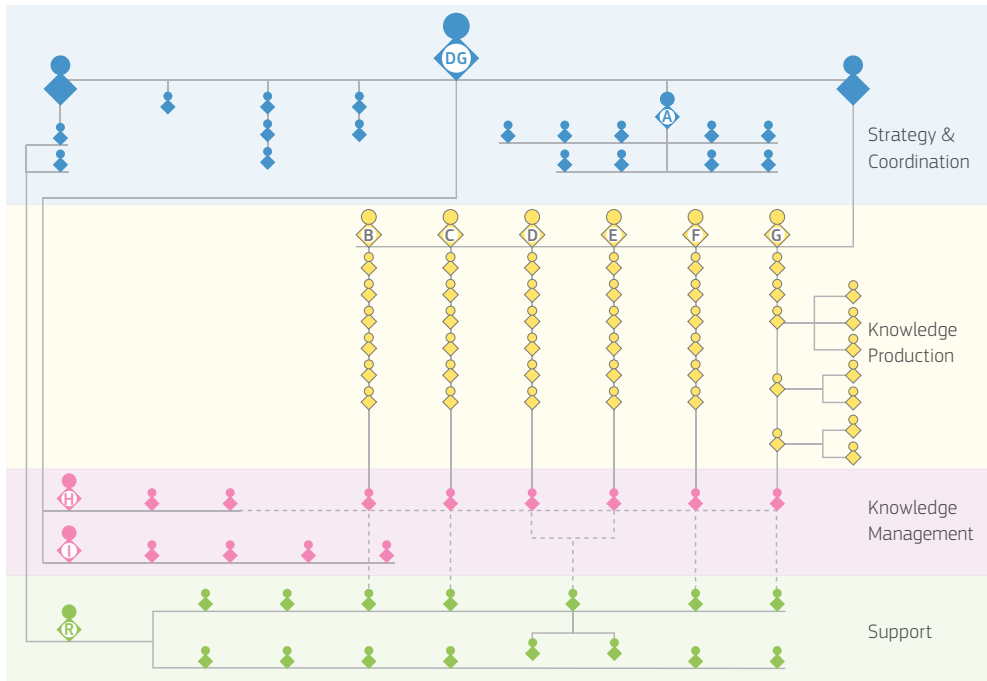 DG
A
Strategy &
Coordination
B
C
D
E
F
G
Knowledge
Production
H
Knowledge
Management
I
R
Support